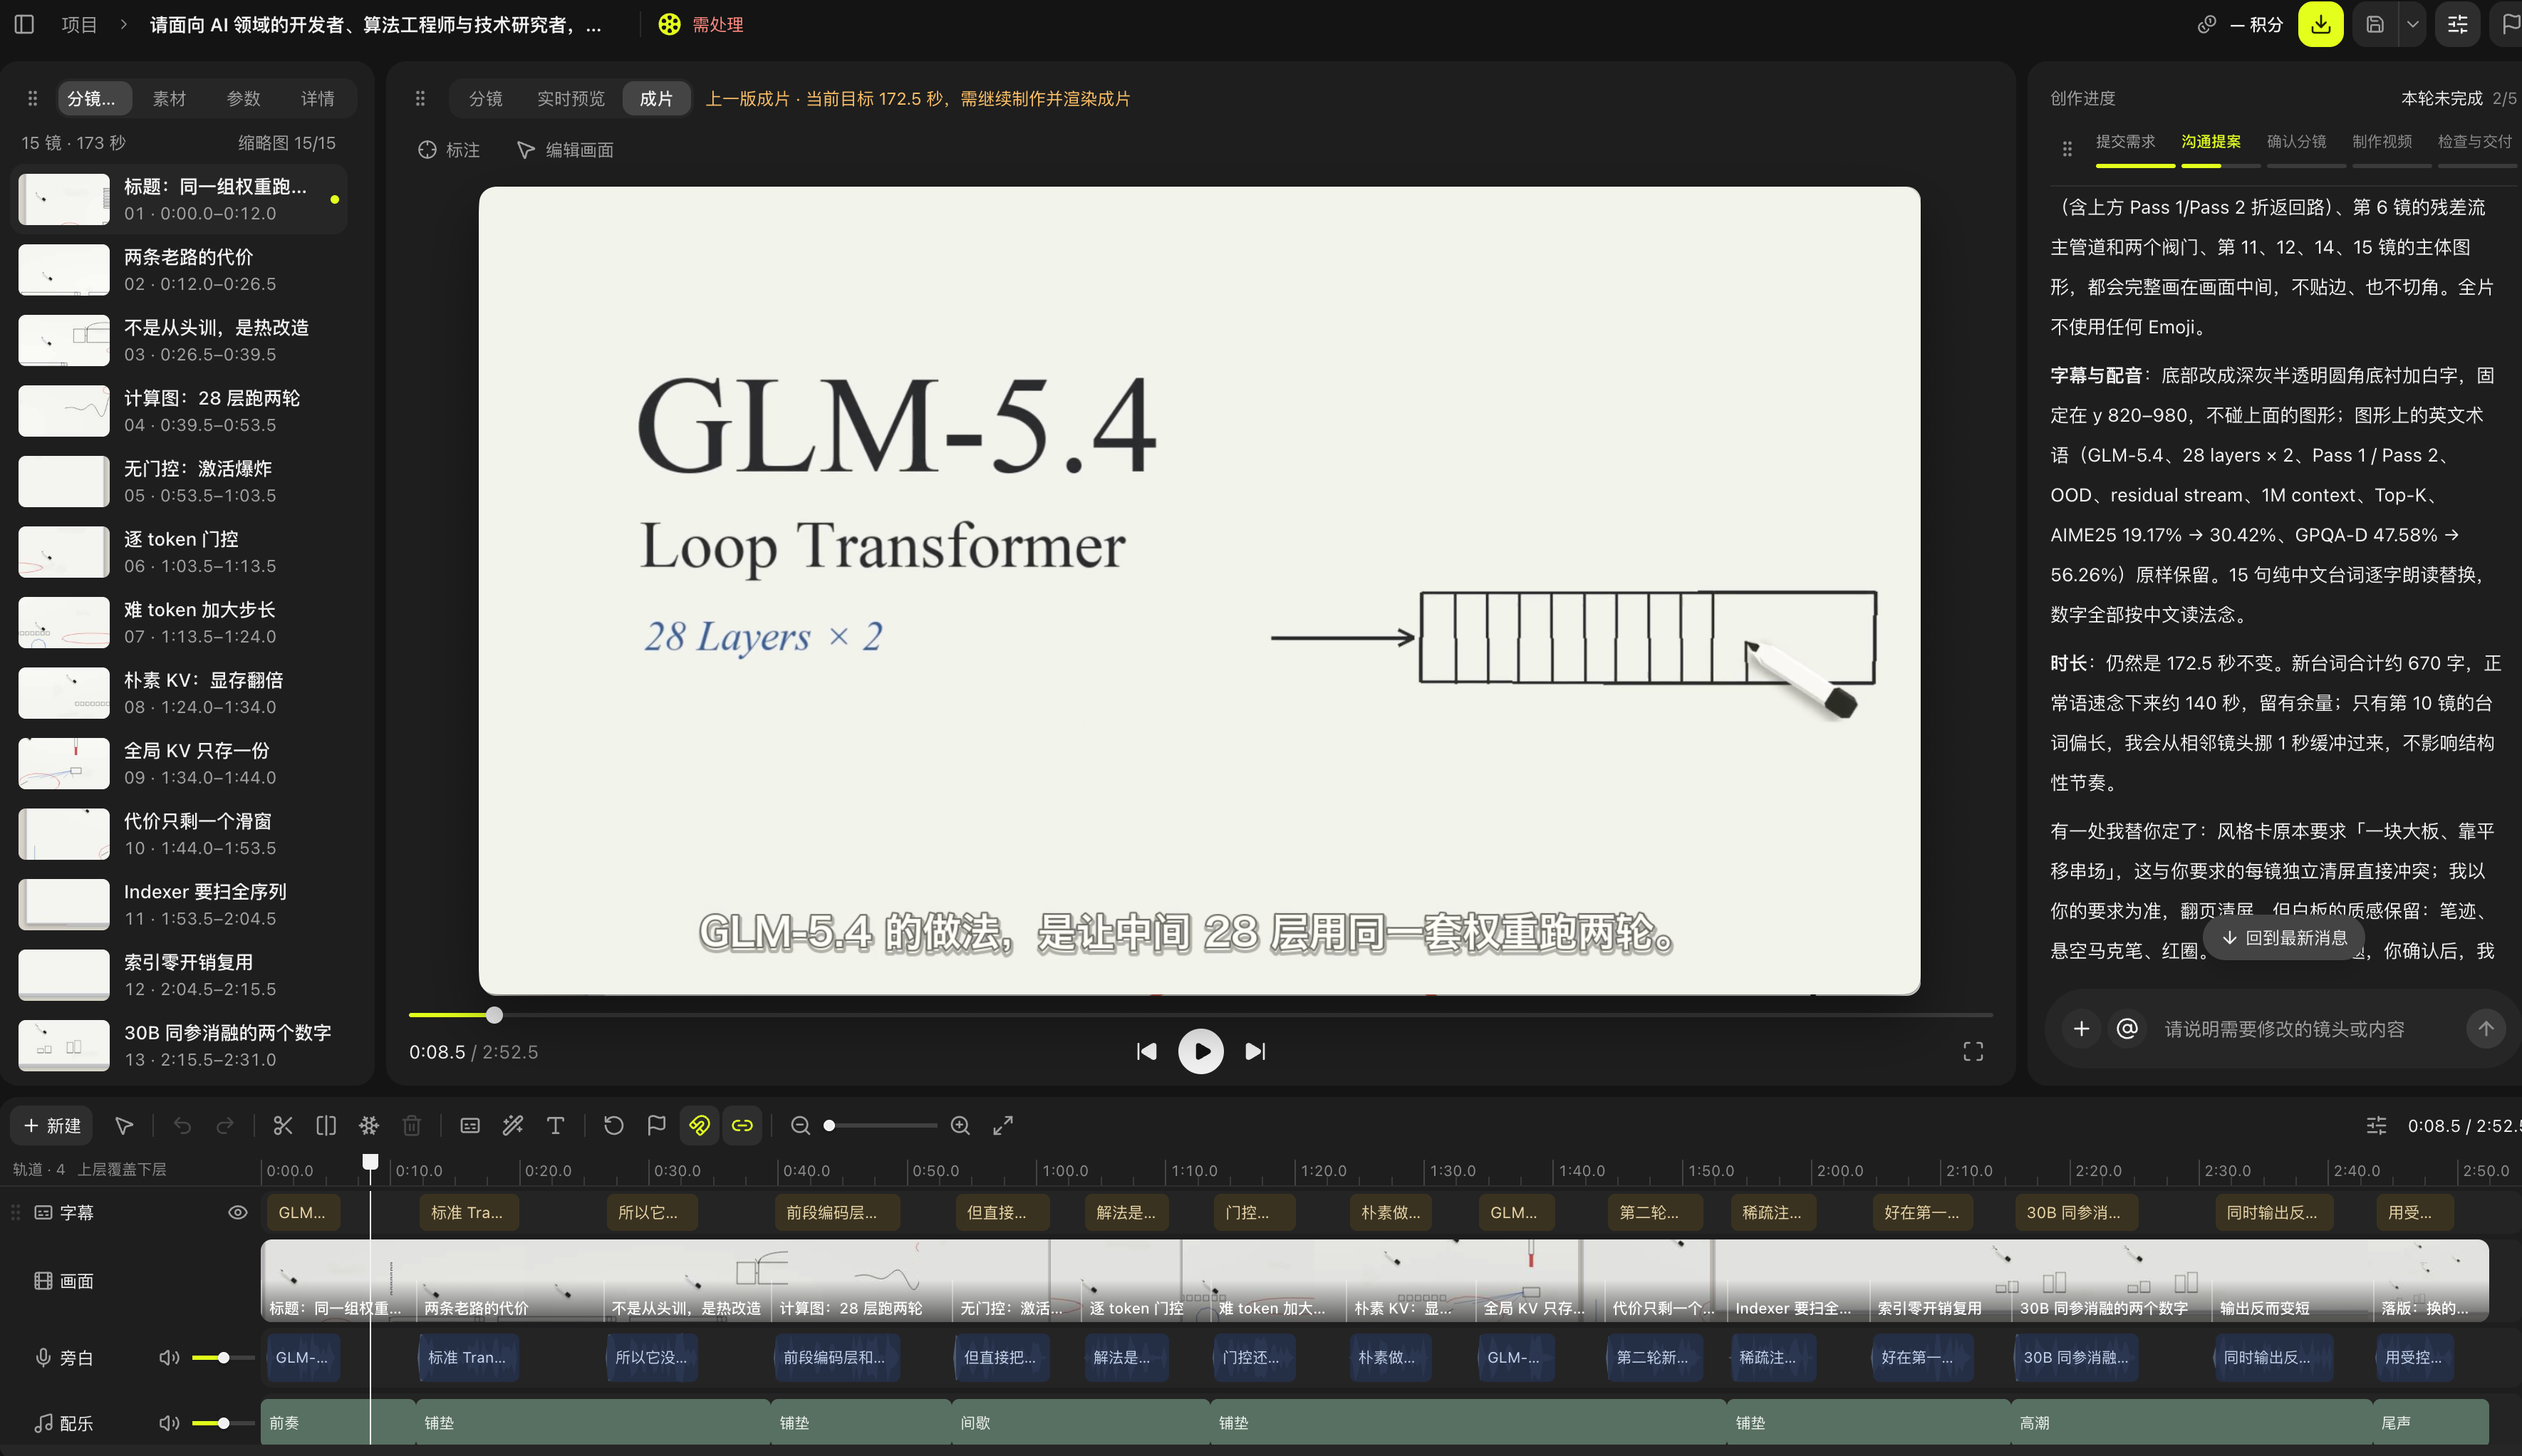 项目 > 请面向 AI 领域的开发者、算法工程师与技术研究者，... 需处理 — 积分
分镜... 素材 参数 详情
15 镜 · 173 秒 缩略图 15/15
标题：同一组权重跑...
01 · 0:00.0–0:12.0
两条老路的代价
02 · 0:12.0–0:26.5
不是从头训，是热改造
03 · 0:26.5–0:39.5
计算图：28 层跑两轮
04 · 0:39.5–0:53.5
无门控：激活爆炸
05 · 0:53.5–1:03.5
逐 token 门控
06 · 1:03.5–1:13.5
难 token 加大步长
07 · 1:13.5–1:24.0
朴素 KV：显存翻倍
08 · 1:24.0–1:34.0
全局 KV 只存一份
09 · 1:34.0–1:44.0
代价只剩一个滑窗
10 · 1:44.0–1:53.5
Indexer 要扫全序列
11 · 1:53.5–2:04.5
索引零开销复用
12 · 2:04.5–2:15.5
30B 同参消融的两个数字
13 · 2:15.5–2:31.0
分镜 实时预览 成片 上一版成片 · 当前目标 172.5 秒，需继续制作并渲染成片
标注 编辑画面
GLM-5.4
Loop Transformer
28 Layers × 2
GLM-5.4 的做法，是让中间 28 层用同一套权重跑两轮。
0:08.5 / 2:52.5
创作进度 本轮未完成 2/5
提交需求 沟通提案 确认分镜 制作视频 检查与交付
（含上方 Pass 1/Pass 2 折返回路）、第 6 镜的残差流
主管道和两个阀门、第 11、12、14、15 镜的主体图
形，都会完整画在画面中间，不贴边、也不切角。全片
不使用任何 Emoji。
字幕与配音：底部改成深灰半透明圆角底衬加白字，固
定在 y 820–980，不碰上面的图形；图形上的英文术
语（GLM-5.4、28 layers × 2、Pass 1 / Pass 2、
OOD、residual stream、1M context、Top-K、
AIME25 19.17% → 30.42%、GPQA-D 47.58% →
56.26%）原样保留。15 句纯中文台词逐字朗读替换，
数字全部按中文读法念。
时长：仍然是 172.5 秒不变。新台词合计约 670 字，正
常语速念下来约 140 秒，留有余量；只有第 10 镜的台
词偏长，我会从相邻镜头挪 1 秒缓冲过来，不影响结构
性节奏。
有一处我替你定了：风格卡原本要求「一块大板、靠平
移串场」，这与你要求的每镜独立清屏直接冲突；我以
你的要求为准，翻页清屏，但白板的质感保留：笔迹、
悬空马克笔、红圈。 ，你确认后，我
回到最新消息
请说明需要修改的镜头或内容
新建 0:08.5 / 2:52.5
轨道 · 4 上层覆盖下层 0:00.0 0:10.0 0:20.0 0:30.0 0:40.0 0:50.0 1:00.0 1:10.0 1:20.0 1:30.0 1:40.0 1:50.0 2:00.0 2:10.0 2:20.0 2:30.0 2:40.0 2:50.0
字幕 GLM... 标准 Tra... 所以它... 前段编码层... 但直接... 解法是... 门控... 朴素做... GLM... 第二轮... 稀疏注... 好在第一... 30B 同参消... 同时输出反... 用受...
画面 标题：同一组权重... 两条老路的代价 不是从头训，是热改造 计算图：28 层跑两轮 无门控：激活... 逐 token 门控 难 token 加大... 朴素 KV：显... 全局 KV 只存... 代价只剩一个... Indexer 要扫全... 索引零开销复用 30B 同参消融的两个数字 输出反而变短 落版：换的...
旁白 GLM-... 标准 Tran... 所以它没... 前段编码层和... 但直接把... 解法是... 门控还... 朴素做... GLM-... 第二轮新... 稀疏注... 好在第一... 30B 同参消融... 同时输出反... 用受控...
配乐 前奏 铺垫 铺垫 间歇 铺垫 铺垫 高潮 尾声